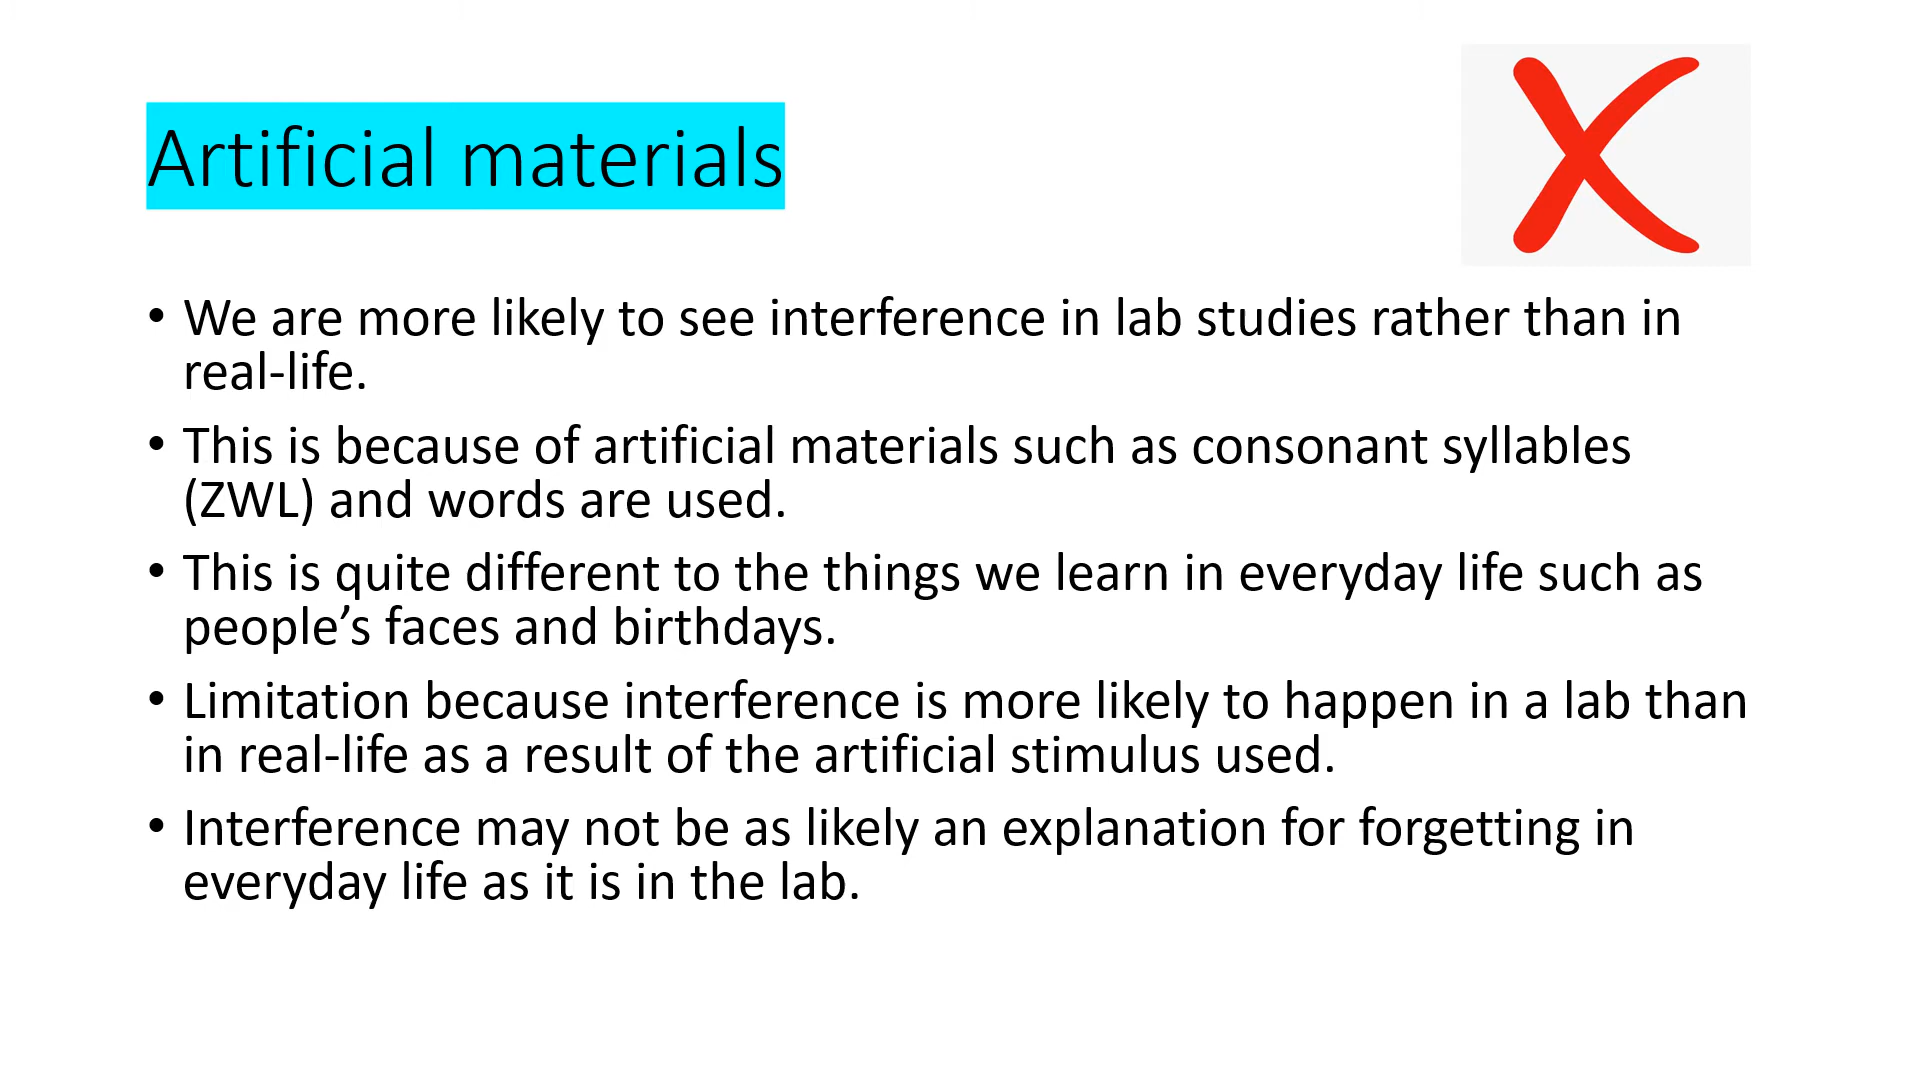 Artificial materials
• We are more likely to see interference in lab studies rather than in
real-life.
• This is because of artificial materials such as consonant syllables
(ZWL) and words are used.
• This is quite different to the things we learn in everyday life such as
people’s faces and birthdays.
• Limitation because interference is more likely to happen in a lab than
in real-life as a result of the artificial stimulus used.
• Interference may not be as likely an explanation for forgetting in
everyday life as it is in the lab.